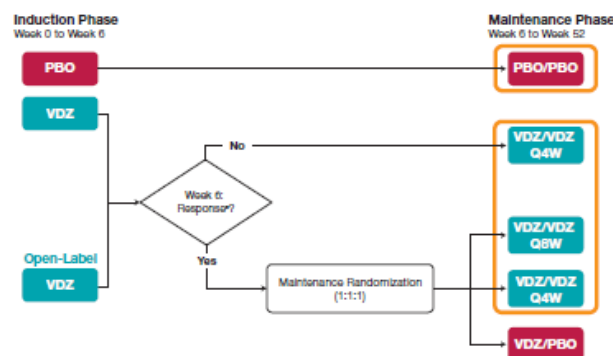 Induction Phase
Week 0 to Week 6
Maintenance Phase
Week 6 to Week 52
PBO
PBO/PBO
VDZ
No
VDZ/VDZ
Q4W
Week 6:
Responseᵃ?
VDZ/VDZ
Q8W
Open-Label
VDZ
Yes
Maintenance Randomization
(1:1:1)
VDZ/VDZ
Q4W
VDZ/PBO